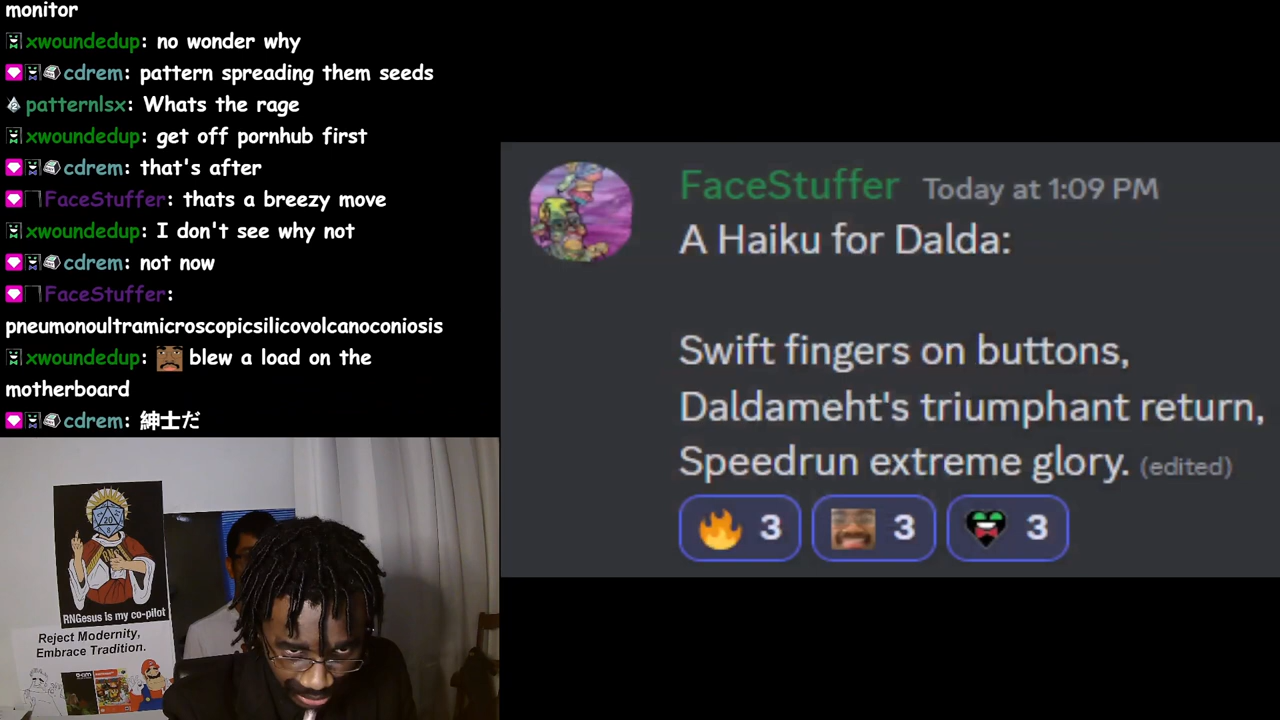 monitor
xwoundedup: no wonder why
cdrem: pattern spreading them seeds
patternlsx: Whats the rage
xwoundedup: get off pornhub first
cdrem: that's after
FaceStuffer: thats a breezy move
xwoundedup: I don't see why not
cdrem: not now
FaceStuffer:
pneumonoultramicroscopicsilicovolcanoconiosis
xwoundedup: blew a load on the
motherboard
cdrem: 紳士だ
FaceStuffer Today at 1:09 PM
A Haiku for Dalda:
Swift fingers on buttons,
Daldameht's triumphant return,
Speedrun extreme glory. (edited)
3 3 3
20
RNGesus is my co-pilot
Reject Modernity,
Embrace Tradition.